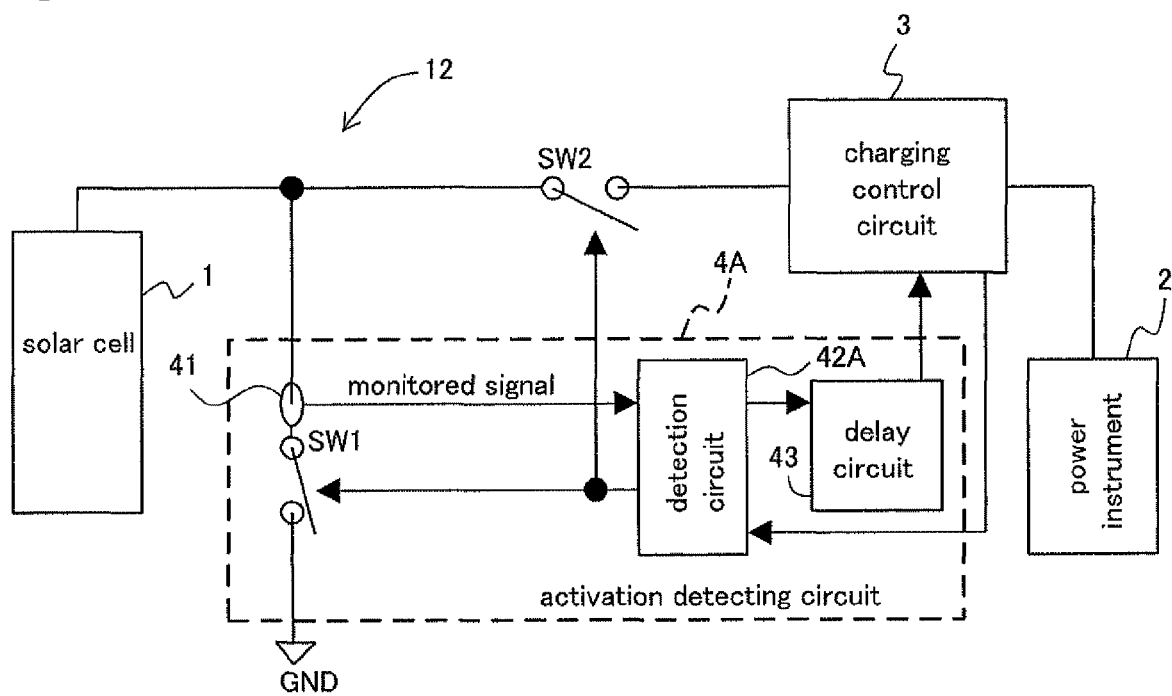 3
12
SW2
charging
control
circuit
4A
1
2
solar cell
41
monitored signal
42A
SW1
detection
circuit
43
delay
circuit
power
instrument
activation detecting circuit
GND